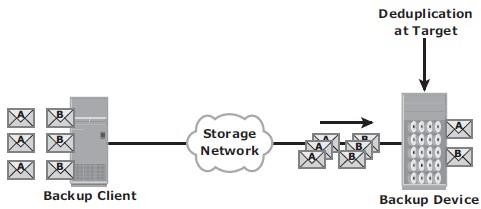 Deduplication
at Target
A B
A B
A B
Backup Client
Storage
Network
A B
A B
A
B
Backup Device